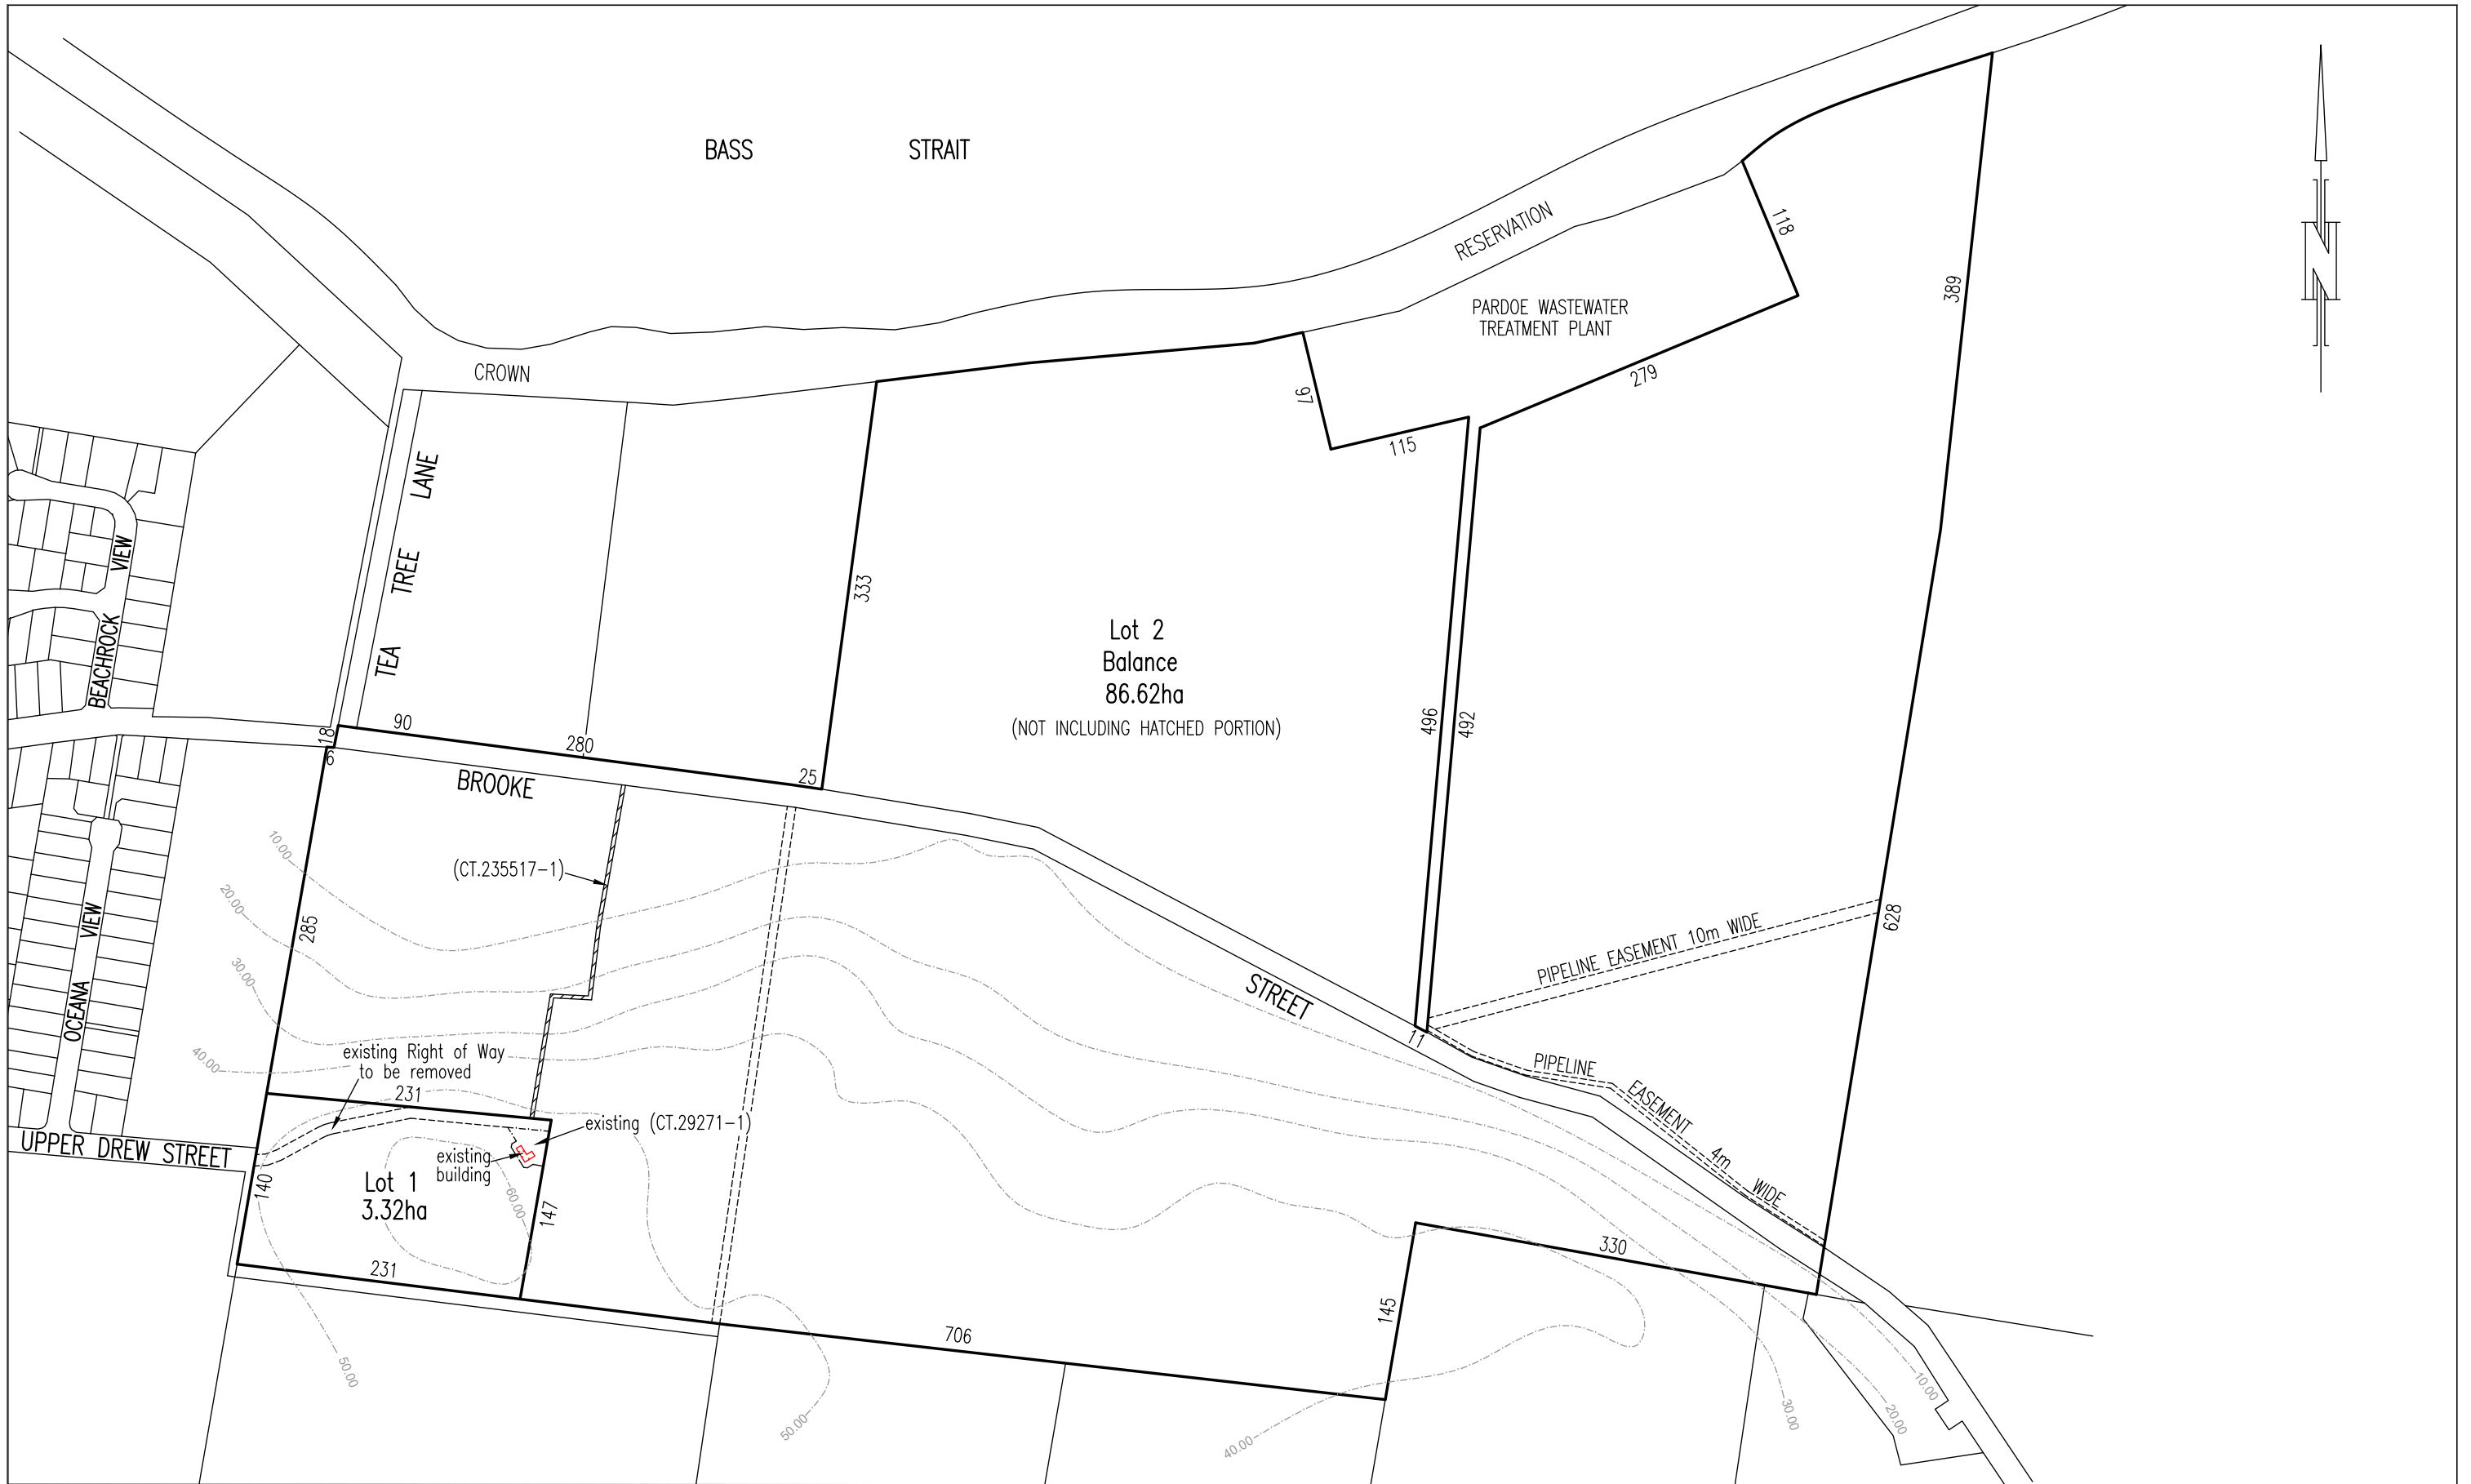 BASS STRAIT
N
RESERVATION
118
389
PARDOE WASTEWATER
TREATMENT PLANT
CROWN
97
279
115
TEA TREE LANE
BEACHROCK VIEW
333
Lot 2
Balance
86.62ha
(NOT INCLUDING HATCHED PORTION)
496
492
90
280
25
18
6
BROOKE STREET
10.00
20.00
30.00
40.00
(CT.235517-1)
285
OCEANA VIEW
628
PIPELINE EASEMENT 10m WIDE
11
PIPELINE EASEMENT 4m WIDE
existing Right of Way
to be removed
231
existing (CT.29271-1)
UPPER DREW STREET
existing
building
Lot 1
3.32ha
140
147
60.00
231
330
145
706
50.00
50.00
40.00
30.00
20.00
10.00